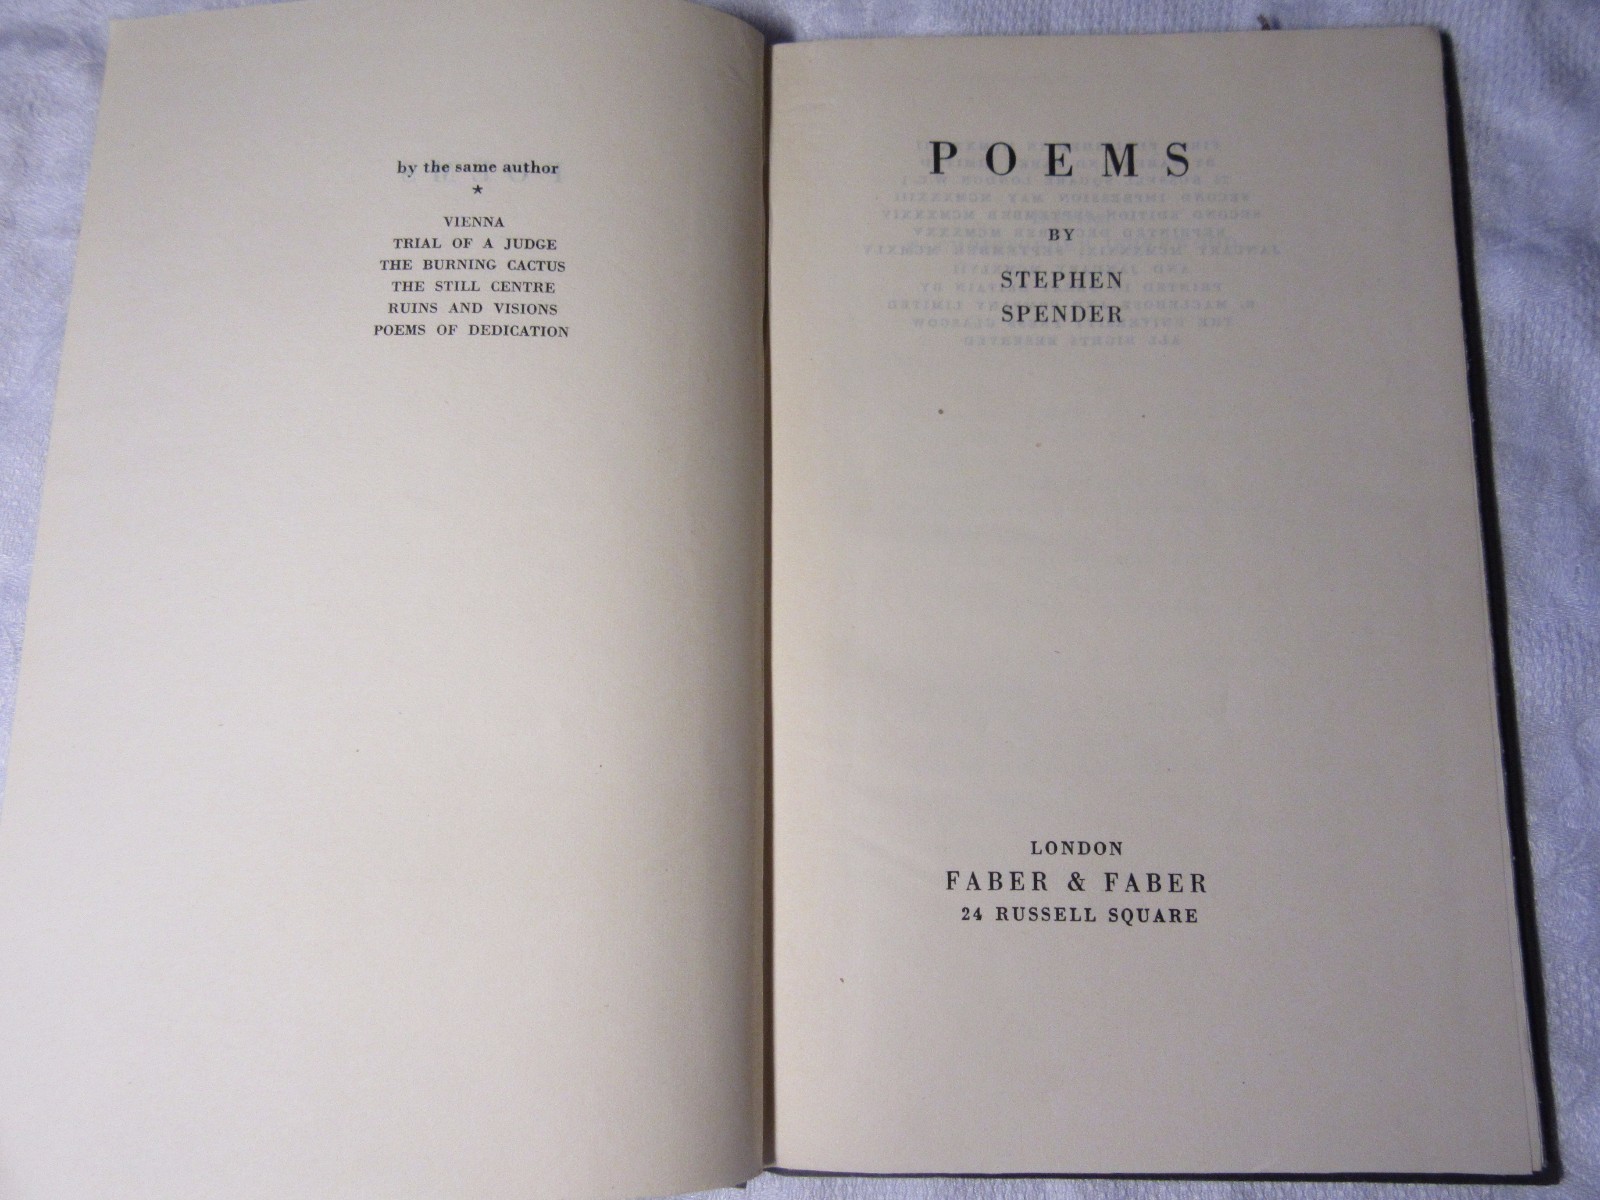 by the same author
*
VIENNA
TRIAL OF A JUDGE
THE BURNING CACTUS
THE STILL CENTRE
RUINS AND VISIONS
POEMS OF DEDICATION
POEMS
BY
STEPHEN
SPENDER
LONDON
FABER & FABER
24 RUSSELL SQUARE